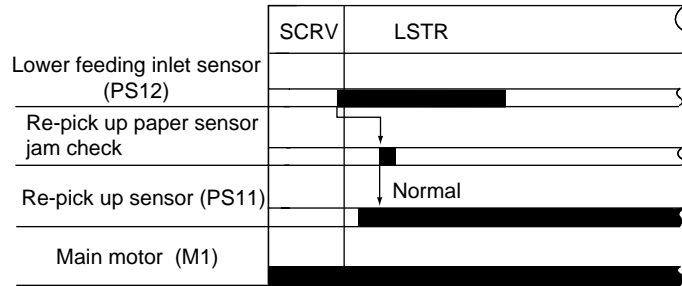 SCRV LSTR
Lower feeding inlet sensor
(PS12)
Re-pick up paper sensor
jam check
Re-pick up sensor (PS11)
Normal
Main motor (M1)